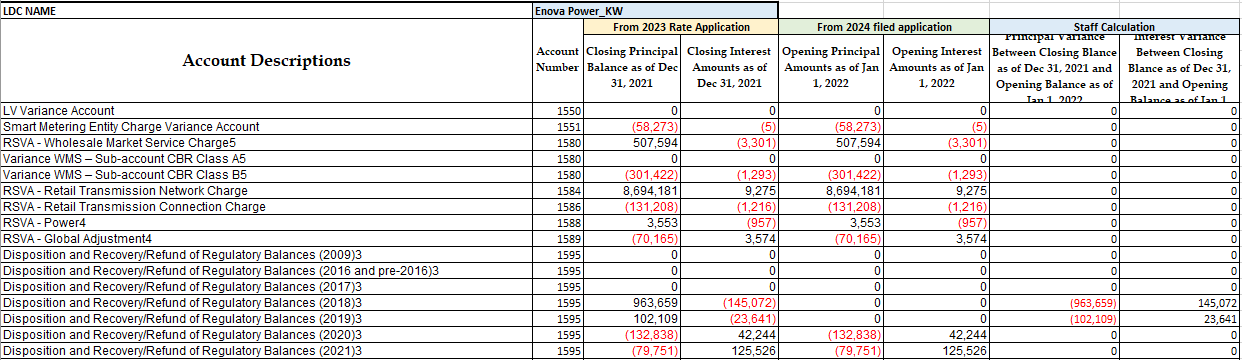 LDC NAME Enova Power_KW
From 2023 Rate Application From 2024 filed application Staff Calculation
Account Descriptions
Account Number
Closing Principal Balance as of Dec 31, 2021
Closing Interest Amounts as of Dec 31, 2021
Opening Principal Amounts as of Jan 1, 2022
Opening Interest Amounts as of Jan 1, 2022
Principal Variance Between Closing Blance as of Dec 31, 2021 and Opening Balance as of Jan 1, 2022
Interest Variance Between Closing Blance as of Dec 31, 2021 and Opening Balance as of Jan 1
LV Variance Account 1550 0 0 0 0 0 0
Smart Metering Entity Charge Variance Account 1551 (58,273) (5) (58,273) (5) 0 0
RSVA - Wholesale Market Service Charge5 1580 507,594 (3,301) 507,594 (3,301) 0 0
Variance WMS – Sub-account CBR Class A5 1580 0 0 0 0 0 0
Variance WMS – Sub-account CBR Class B5 1580 (301,422) (1,293) (301,422) (1,293) 0 0
RSVA - Retail Transmission Network Charge 1584 8,694,181 9,275 8,694,181 9,275 0 0
RSVA - Retail Transmission Connection Charge 1586 (131,208) (1,216) (131,208) (1,216) 0 0
RSVA - Power4 1588 3,553 (957) 3,553 (957) 0 0
RSVA - Global Adjustment4 1589 (70,165) 3,574 (70,165) 3,574 0 0
Disposition and Recovery/Refund of Regulatory Balances (2009)3 1595 0 0 0 0 0 0
Disposition and Recovery/Refund of Regulatory Balances (2016 and pre-2016)3 1595 0 0 0 0 0 0
Disposition and Recovery/Refund of Regulatory Balances (2017)3 1595 0 0 0 0 0 0
Disposition and Recovery/Refund of Regulatory Balances (2018)3 1595 963,659 (145,072) 0 0 (963,659) 145,072
Disposition and Recovery/Refund of Regulatory Balances (2019)3 1595 102,109 (23,641) 0 0 (102,109) 23,641
Disposition and Recovery/Refund of Regulatory Balances (2020)3 1595 (132,838) 42,244 (132,838) 42,244 0 0
Disposition and Recovery/Refund of Regulatory Balances (2021)3 1595 (79,751) 125,526 (79,751) 125,526 0 0